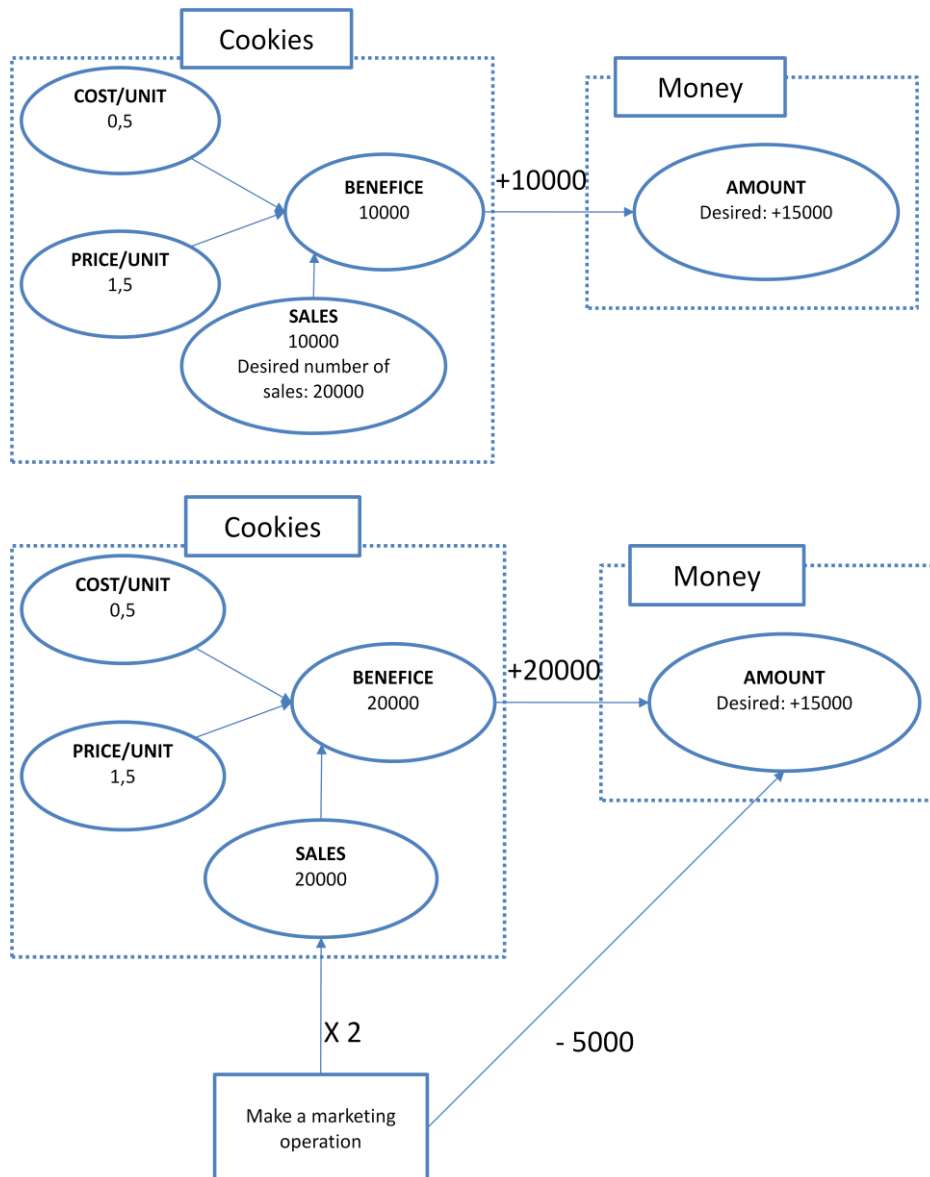 Cookies
Money
COST/UNIT
0,5
BENEFICE
10000
+10000
AMOUNT
Desired: +15000
PRICE/UNIT
1,5
SALES
10000
Desired number of
sales: 20000
Cookies
Money
COST/UNIT
0,5
BENEFICE
20000
+20000
AMOUNT
Desired: +15000
PRICE/UNIT
1,5
SALES
20000
X 2
- 5000
Make a marketing
operation